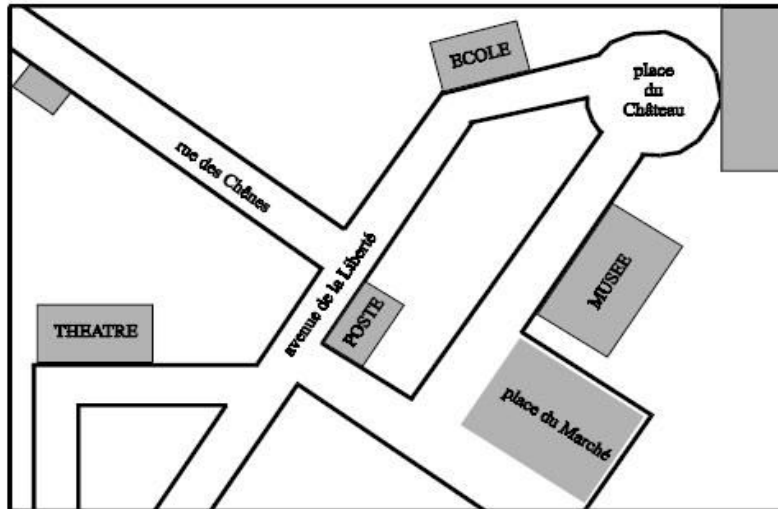 ECOLE
place
du
Château
rue des Chênes
avenue de la Liberté
MUSEE
THEATRE
POSTE
place du Marché